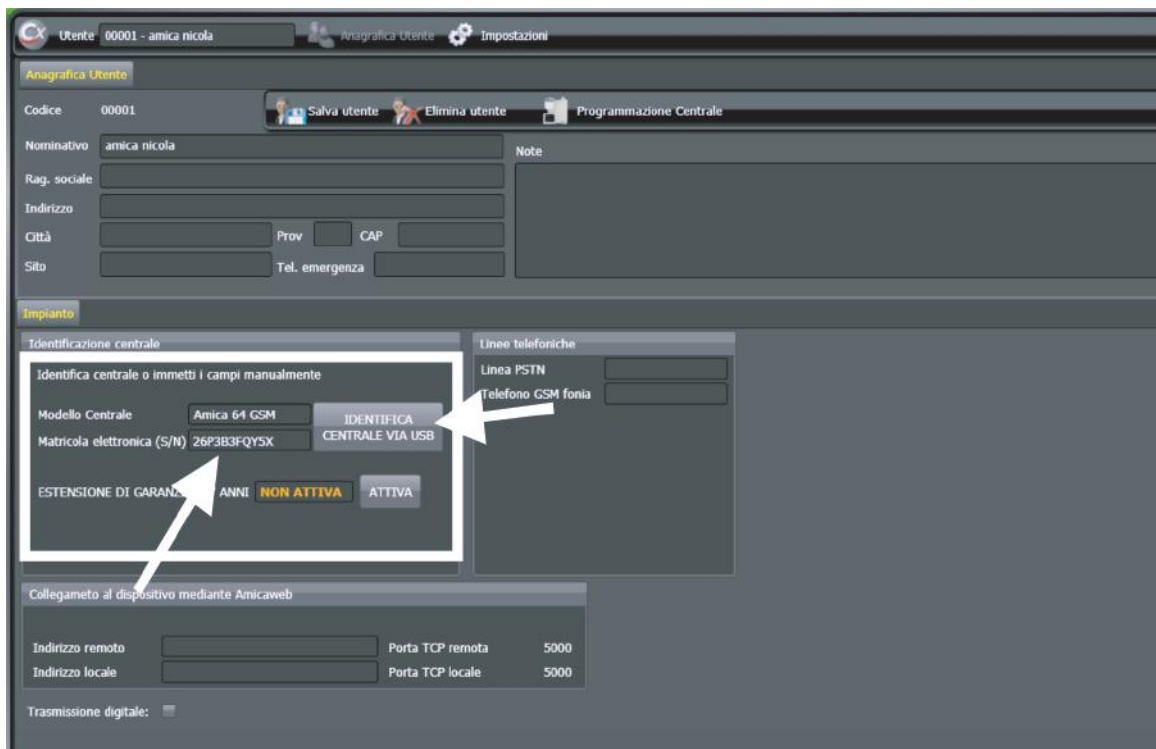 CX Utente 00001 - amica nicola Anagrafica Utente Impostazioni
Anagrafica Utente
Codice 00001 Salva utente Elimina utente Programmazione Centrale
Nominativo amica nicola Note
Rag. sociale
Indirizzo
Città Prov CAP
Sito Tel. emergenza
Impianto
Identificazione centrale Linee telefoniche
Identifica centrale o immetti i campi manualmente Linea PSTN
Telefono GSM fonia
Modello Centrale Amica 64 GSM IDENTIFICA
Matricola elettronica (S/N) 26P3B3FQY5X CENTRALE VIA USB
ESTENSIONE DI ANNI NON ATTIVA ATTIVA
Collegameto al dispositivo mediante Amicaweb
Indirizzo remoto Porta TCP remota 5000
Indirizzo locale Porta TCP locale 5000
Trasmissione digitale: